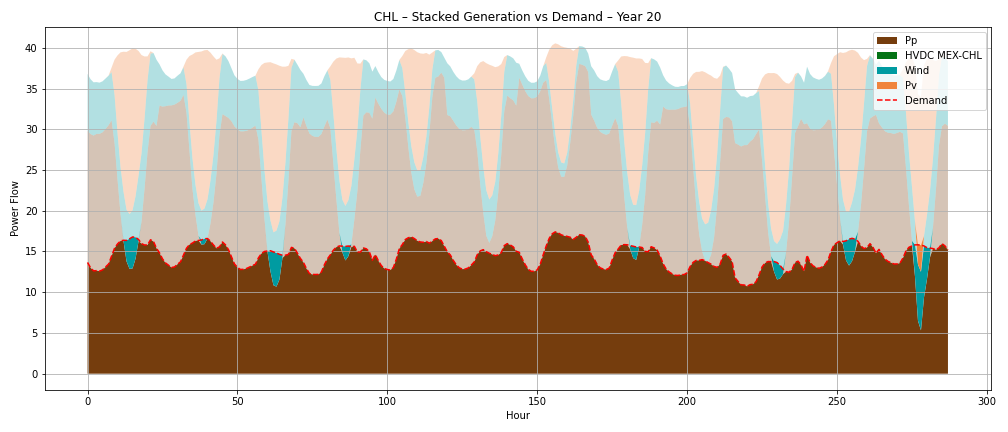 CHL – Stacked Generation vs Demand – Year 20
Power Flow
40
35
30
25
20
15
10
5
0
Pp
HVDC MEX-CHL
Wind
Pv
Demand
0 50 100 150 200 250 300
Hour